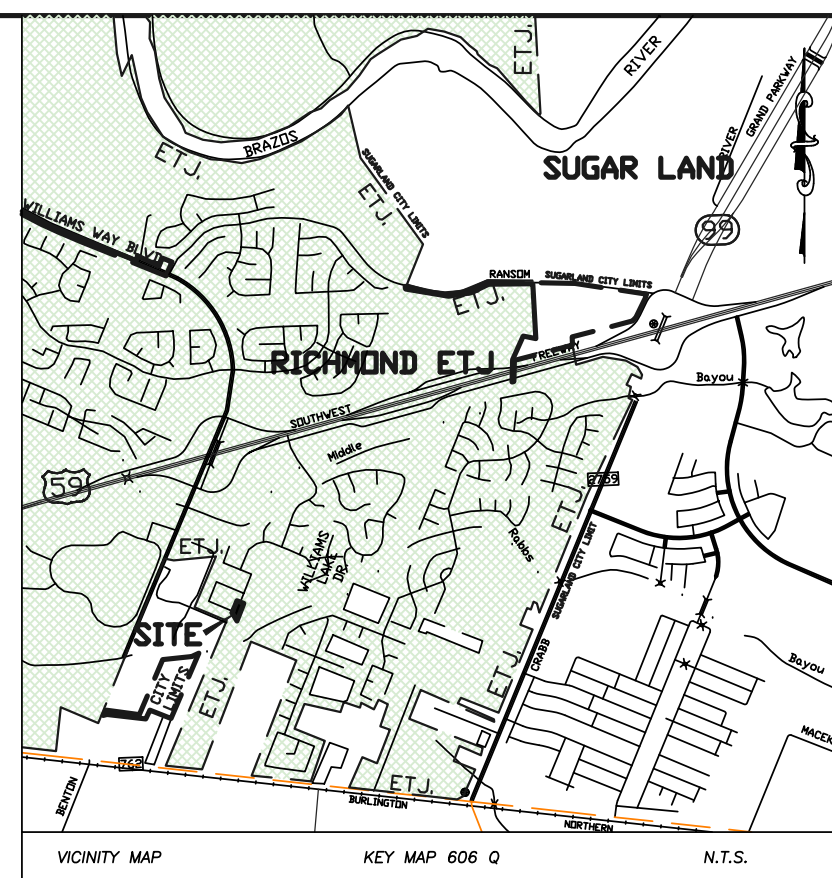 ETJ.
RIVER
GRAND PARKWAY
RIVER
BRAZOS
ETJ.
SUGARLAND CITY LIMITS
SUGAR LAND
ETJ.
WILLIAMS WAY BLVD
99
RANSOM
SUGARLAND CITY LIMITS
ETJ.
RICHMOND ETJ
FREEWAY
Bayou
SOUTHWEST
Middle
59
2759
ETJ.
Rabbs
ETJ.
WILLIAMS
LAKE
DR.
SUGARLAND CITY LIMIT
SITE
CRABB
Bayou
CITY
LIMITS
ETJ.
ETJ.
MACEK
762
ETJ.
BENTON
BURLINGTON
NORTHERN
VICINITY MAP
KEY MAP 606 Q
N.T.S.